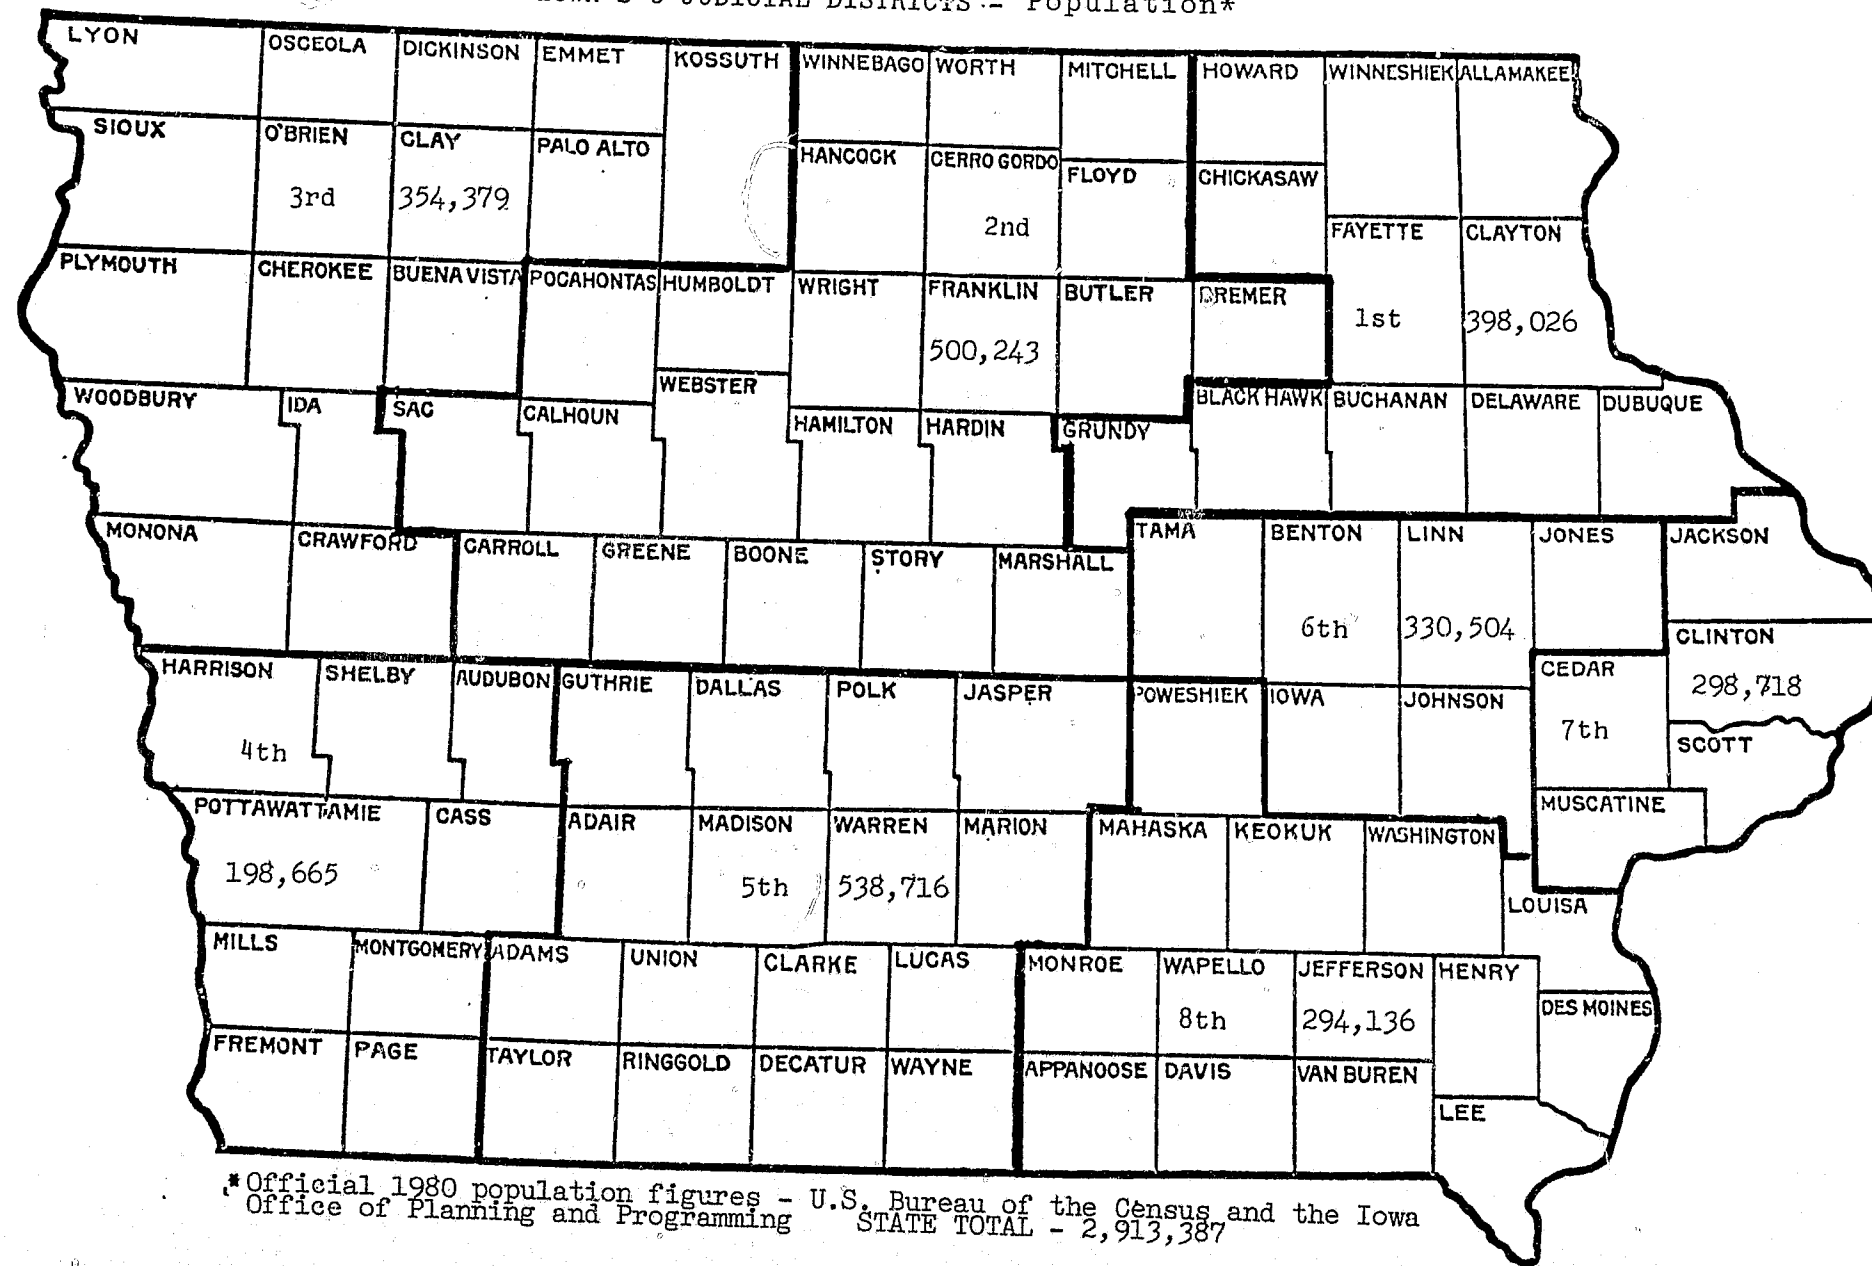 JUDICIAL DISTRICTS - Population*
LYON OSCEOLA DICKINSON EMMET KOSSUTH WINNEBAGO WORTH MITCHELL HOWARD WINNESHIEK ALLAMAKEE
SIOUX O'BRIEN CLAY PALO ALTO HANCOCK CERRO GORDO FLOYD CHICKASAW
3rd 354,379 2nd
FAYETTE CLAYTON
PLYMOUTH CHEROKEE BUENA VISTA POCAHONTAS HUMBOLDT WRIGHT FRANKLIN BUTLER BREMER
1st 398,026
500,243
WEBSTER
WOODBURY IDA SAC CALHOUN HAMILTON HARDIN GRUNDY BLACK HAWK BUCHANAN DELAWARE DUBUQUE
MONONA CRAWFORD CARROLL GREENE BOONE STORY MARSHALL TAMA BENTON LINN JONES JACKSON
6th 330,504
CLINTON
HARRISON SHELBY AUDUBON GUTHRIE DALLAS POLK JASPER POWESHIEK IOWA JOHNSON CEDAR
298,718
4th 7th
SCOTT
POTTAWATTAMIE CASS ADAIR MADISON WARREN MARION MAHASKA KEOKUK WASHINGTON MUSCATINE
198,665 5th 538,716
LOUISA
MILLS MONTGOMERY ADAMS UNION CLARKE LUCAS MONROE WAPELLO JEFFERSON HENRY
8th 294,136
DES MOINES
FREMONT PAGE TAYLOR RINGGOLD DECATUR WAYNE APPANOOSE DAVIS VAN BUREN
LEE
*Official 1980 population figures - U.S. Bureau of the Census and the Iowa
Office of Planning and Programming STATE TOTAL - 2,913,387